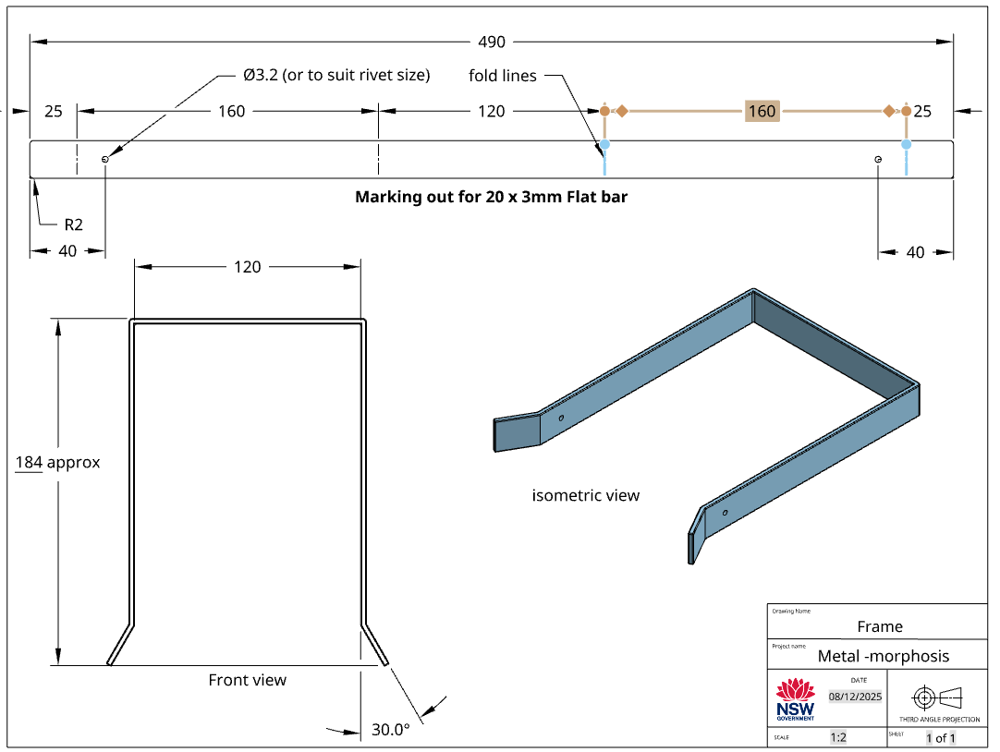 490
Ø3.2 (or to suit rivet size)
fold lines
25
160
120
160
25
Marking out for 20 x 3mm Flat bar
R2
40
40
120
184 approx
isometric view
Front view
30.0°
Drawing Name
Frame
Project name
Metal -morphosis
NSW
GOVERNMENT
DATE
08/12/2025
THIRD ANGLE PROJECTION
SCALE
1:2
SHEET
1 of 1